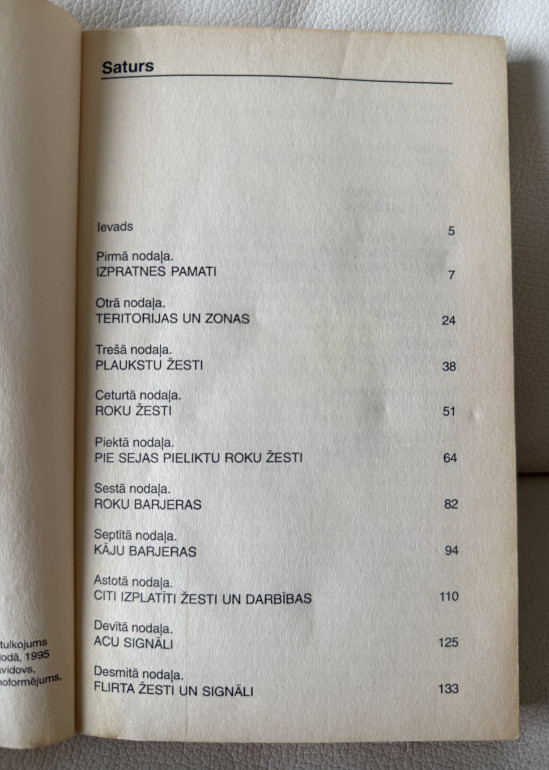 Saturs
Ievads 5
Pirmā nodaļa.
IZPRATNES PAMATI 7
Otrā nodaļa.
TERITORIJAS UN ZONAS 24
Trešā nodaļa.
PLAUKSTU ŽESTI 38
Ceturtā nodaļa.
ROKU ŽESTI 51
Piektā nodaļa.
PIE SEJAS PIELIKTU ROKU ŽESTI 64
Sestā nodaļa.
ROKU BARJERAS 82
Septītā nodaļa.
KĀJU BARJERAS 94
Astotā nodaļa.
CITI IZPLATĪTI ŽESTI UN DARBĪBAS 110
Devītā nodaļa.
ACU SIGNĀLI 125
Desmitā nodaļa.
FLIRTA ŽESTI UN SIGNĀLI 133
tulkojums
1995